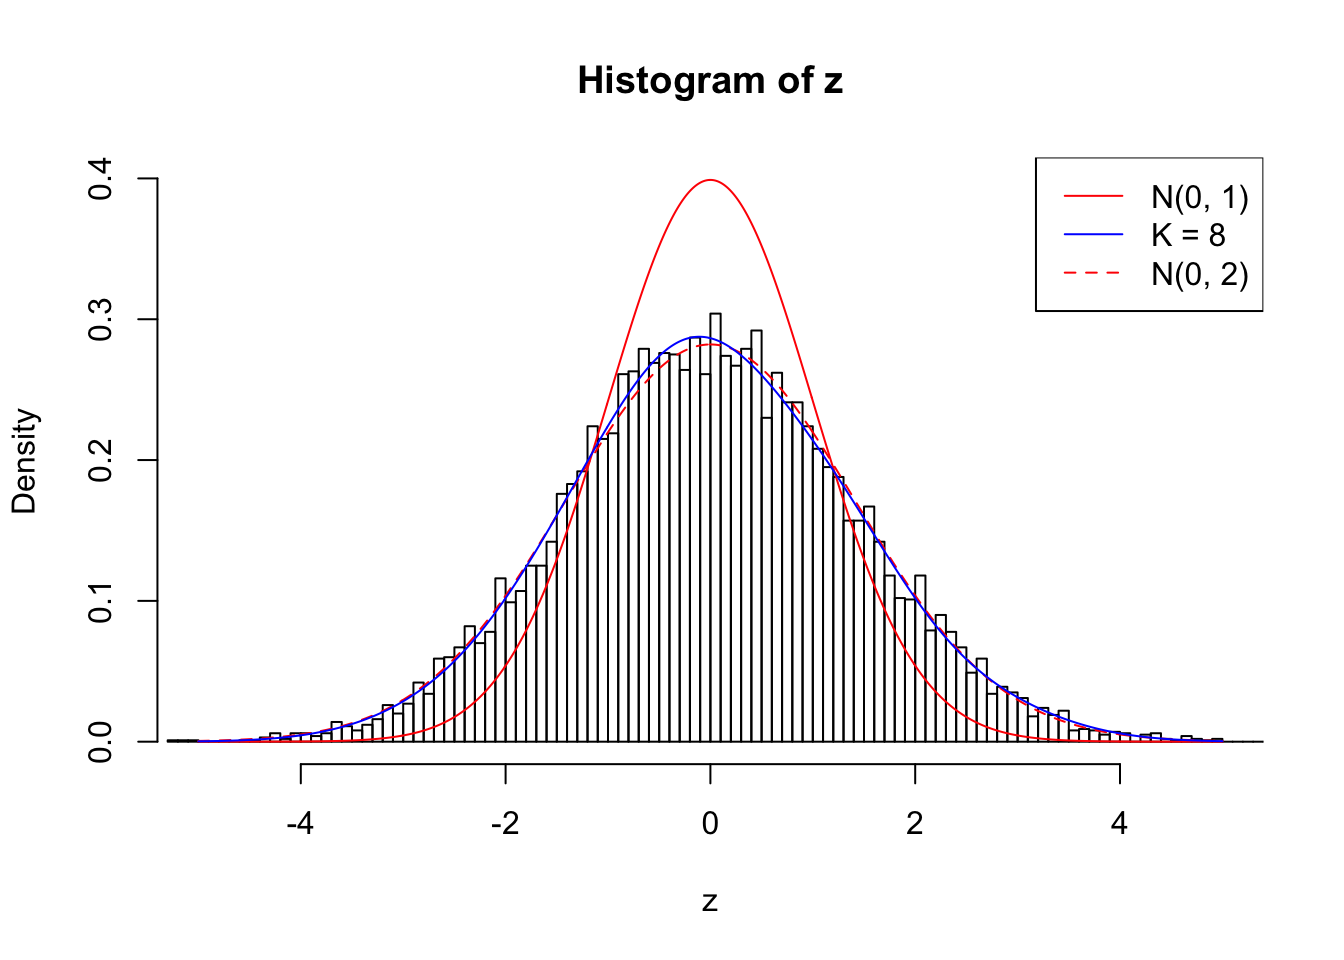 Histogram of z
N(0, 1)
K = 8
N(0, 2)
Density
0.4
0.3
0.2
0.1
0.0
-4 -2 0 2 4
z